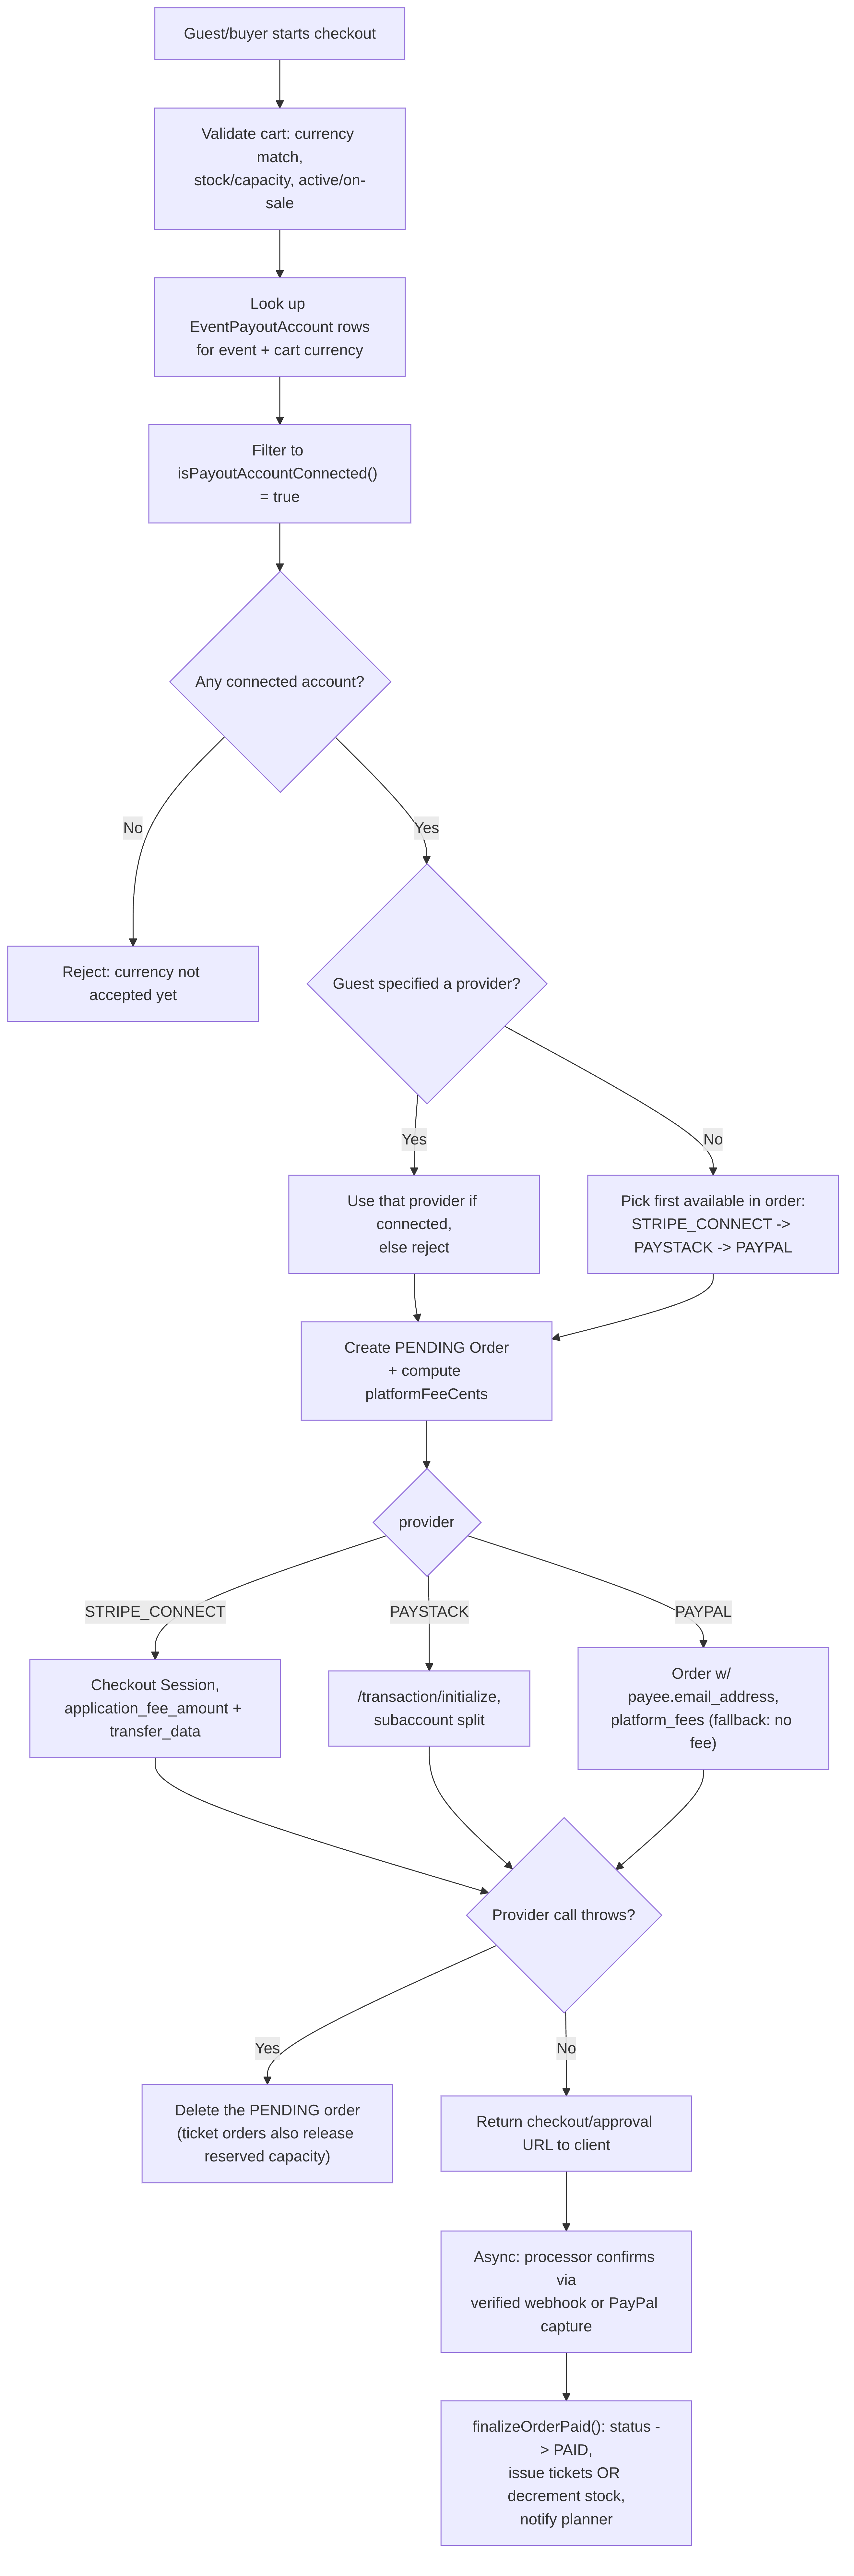 Guest/buyer starts checkout
Validate cart: currency
match,
stock/capacity, active/on-
sale
Look up
EventPayoutAccount rows
for event + cart currency
Filter to
isPayoutAccountConnected()
= true
Any connected account?
No
Yes
Reject: currency not
accepted yet
Guest specified a provider?
Yes
No
Use that provider if
connected,
else reject
Pick first available in order:
STRIPE_CONNECT ->
PAYSTACK -> PAYPAL
Create PENDING Order
+ compute
platformFeeCents
provider
STRIPE_CONNECT
PAYSTACK
PAYPAL
Checkout Session,
application_fee_amount +
transfer_data
/transaction/initialize,
subaccount split
Order w/
payee.email_address,
platform_fees (fallback: no
fee)
Provider call throws?
Yes
No
Delete the PENDING order
(ticket orders also release
reserved capacity)
Return checkout/approval
URL to client
Async: processor confirms
via
verified webhook or PayPal
capture
finalizeOrderPaid(): status -
> PAID,
issue tickets OR
decrement stock,
notify planner